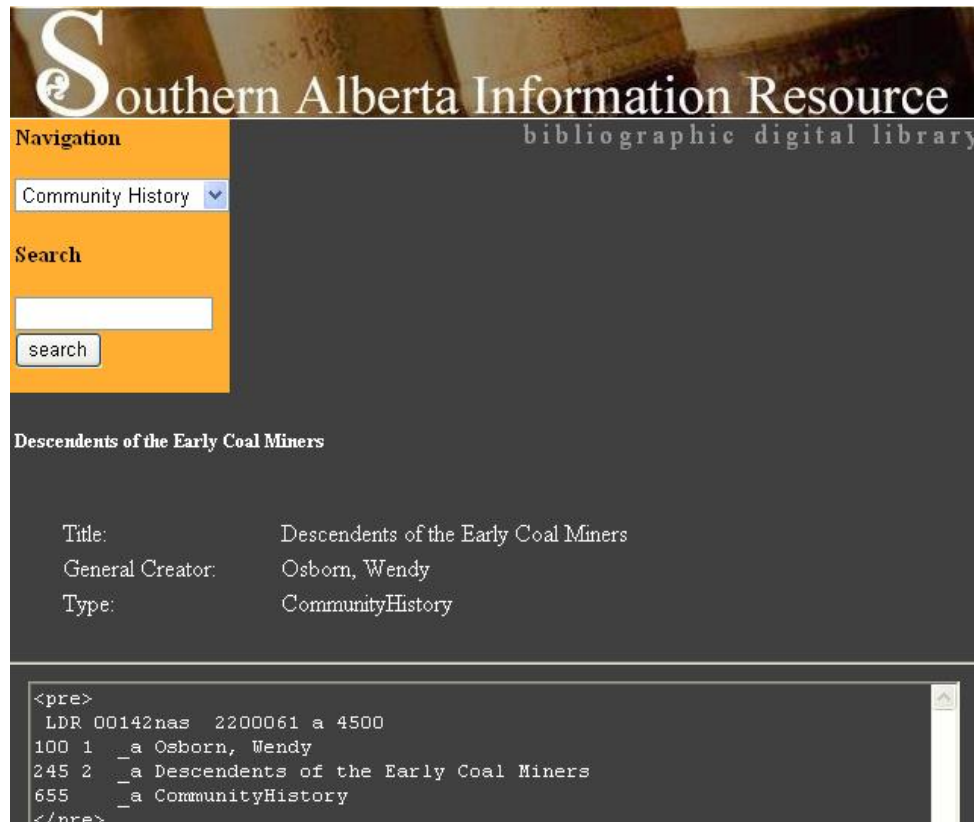 Southern Alberta Information Resource
bibliographic digital library
Navigation
Community History
Search
search
Descendents of the Early Coal Miners
Title: Descendents of the Early Coal Miners
General Creator: Osborn, Wendy
Type: CommunityHistory
<pre>
LDR 00142nas  2200061 a 4500
100 1  _a Osborn, Wendy
245 2  _a Descendents of the Early Coal Miners
655    _a CommunityHistory
</pre>